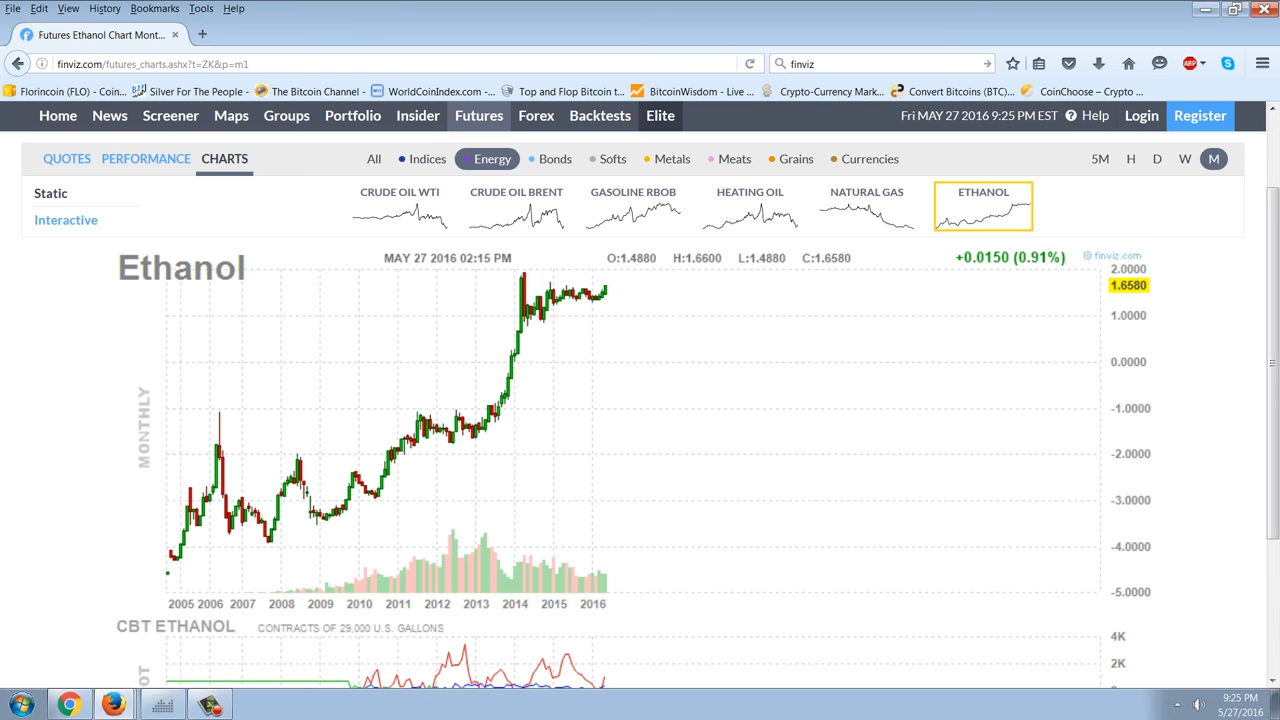 File Edit View History Bookmarks Tools Help
Futures Ethanol Chart Mont...
finviz.com/futures_charts.ashx?t=ZK&p=m1
finviz
Florincoin (FLO) - Coin... Silver For The People - The Bitcoin Channel - WorldCoinIndex.com -... Top and Flop Bitcoin t... BitcoinWisdom - Live ... Crypto-Currency Mark... Convert Bitcoins (BTC)... CoinChoose – Crypto ...
Home News Screener Maps Groups Portfolio Insider Futures Forex Backtests Elite Fri MAY 27 2016 9:25 PM EST Help Login Register
QUOTES PERFORMANCE CHARTS All Indices Energy Bonds Softs Metals Meats Grains Currencies 5M H D W M
Static
Interactive
CRUDE OIL WTI CRUDE OIL BRENT GASOLINE RBOB HEATING OIL NATURAL GAS ETHANOL
Ethanol MAY 27 2016 02:15 PM O:1.4880 H:1.6600 L:1.4880 C:1.6580 +0.0150 (0.91%) © finviz.com
2.0000
1.6580
1.0000
0.0000
-1.0000
-2.0000
-3.0000
-4.0000
-5.0000
MONTHLY
2005 2006 2007 2008 2009 2010 2011 2012 2013 2014 2015 2016
CBT ETHANOL CONTRACTS OF 29,000 U.S. GALLONS
4K
2K
9:25 PM
5/27/2016